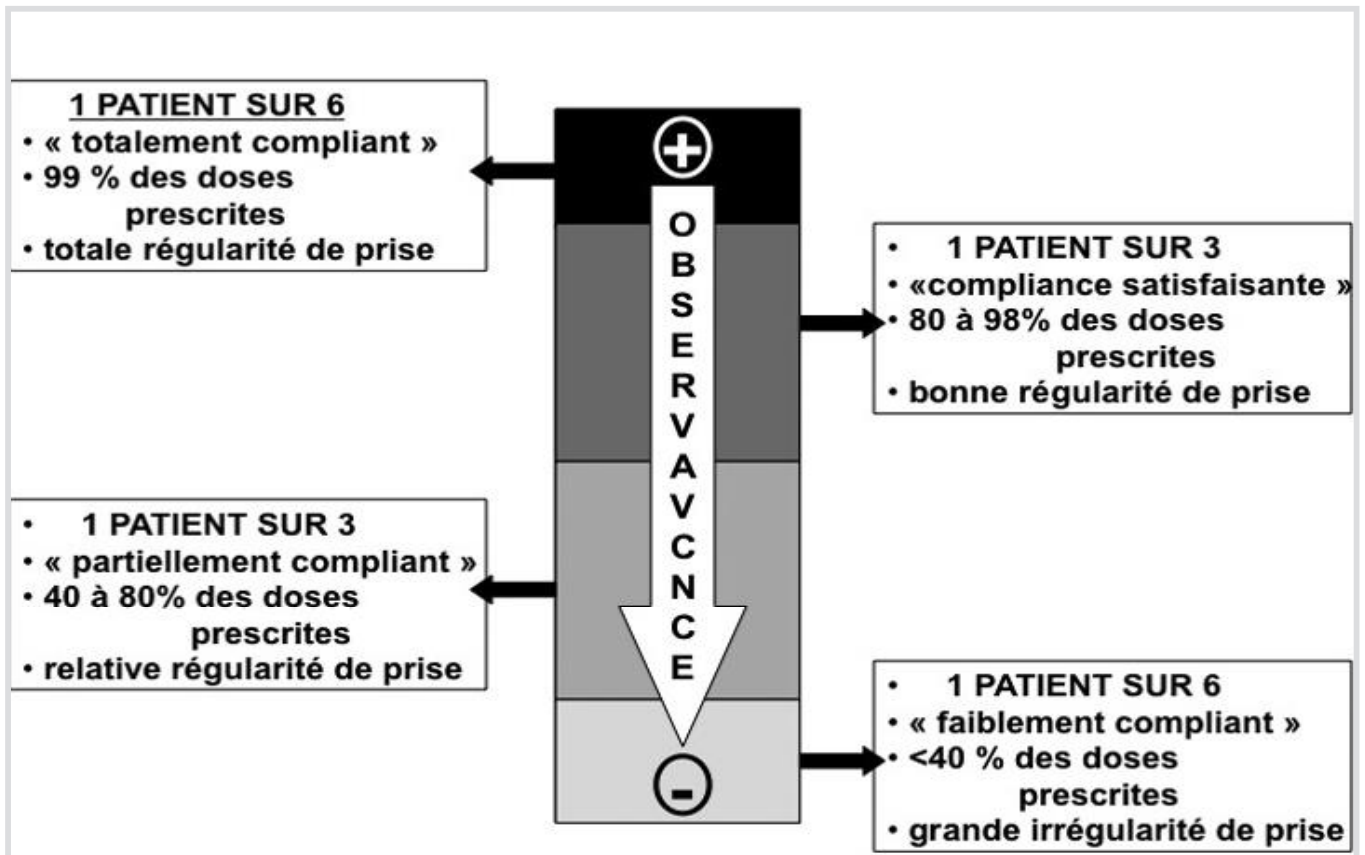 1 PATIENT SUR 6
• « totalement compliant »
• 99 % des doses
prescrites
• totale régularité de prise
+
O
B
S
E
R
V
A
V
C
N
C
E
-
• 1 PATIENT SUR 3
• «compliance satisfaisante »
• 80 à 98% des doses
prescrites
• bonne régularité de prise
• 1 PATIENT SUR 3
• « partiellement compliant »
• 40 à 80% des doses
prescrites
• relative régularité de prise
• 1 PATIENT SUR 6
• « faiblement compliant »
• <40 % des doses
prescrites
• grande irrégularité de prise